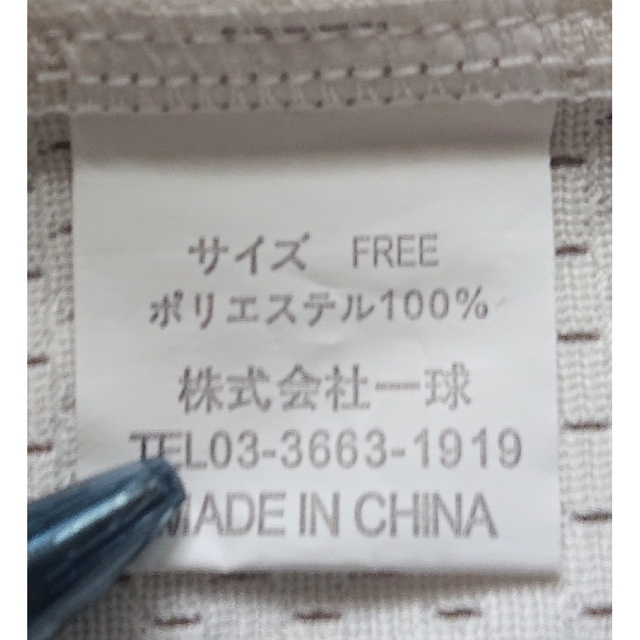 サイズ　FREE
ポリエステル100%
株式会社一球
TEL03-3663-1919
MADE IN CHINA